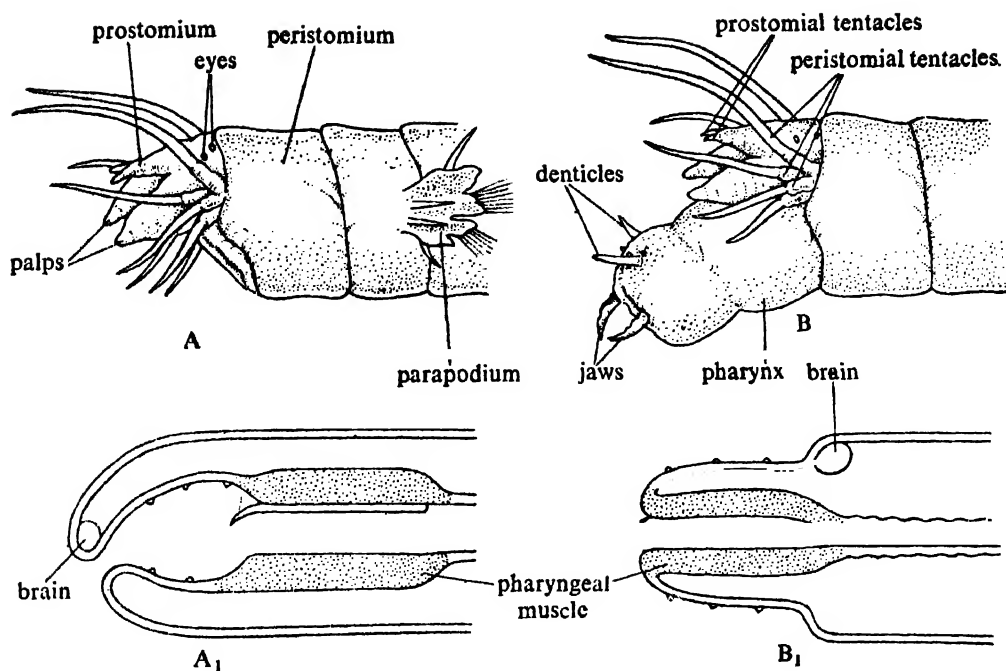 prostomium
peristomium
eyes
palps
A
parapodium
prostomial tentacles
peristomial tentacles.
denticles
B
jaws
pharynx
brain
brain
pharyngeal
muscle
A1
B1